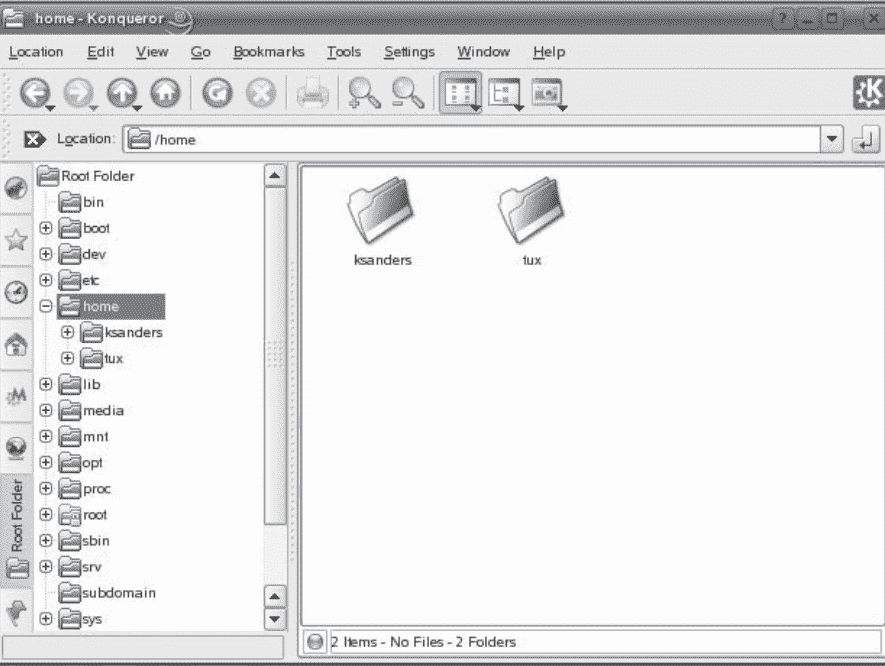 home - Konqueror
Location Edit View Go Bookmarks Tools Settings Window Help
Location: /home
Root Folder
bin
boot
dev
etc
home
ksanders
tux
lib
media
mnt
opt
proc
root
sbin
srv
subdomain
sys
Root Folder
ksanders tux
2 Items - No Files - 2 Folders